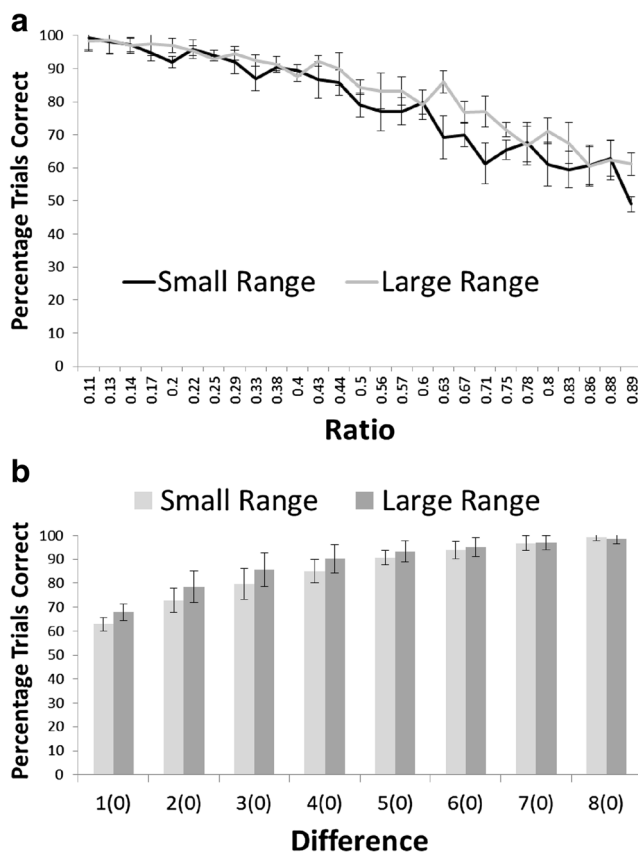 a
Percentage Trials Correct
100
90
80
70
60
50
40
30
20
10
0
Small Range Large Range
0.11 0.13 0.14 0.17 0.2 0.22 0.25 0.29 0.33 0.38 0.4 0.43 0.44 0.5 0.56 0.57 0.6 0.63 0.67 0.71 0.75 0.78 0.8 0.83 0.86 0.88 0.89
Ratio
b
Small Range Large Range
Percentage Trials Correct
100
90
80
70
60
50
40
30
20
10
0
1(0) 2(0) 3(0) 4(0) 5(0) 6(0) 7(0) 8(0)
Difference